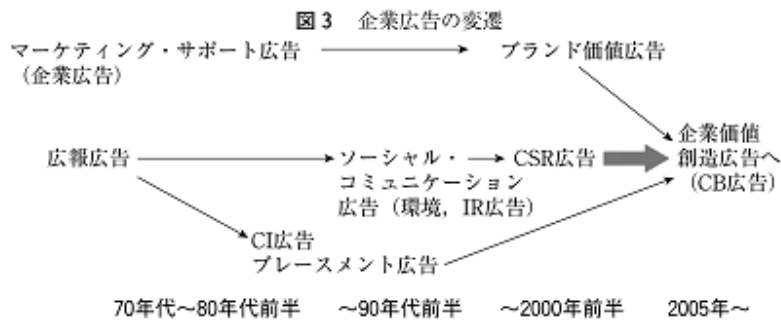 図3 企業広告の変遷
マーケティング・サポート広告
(企業広告)
ブランド価値広告
企業価値
創造広告へ
(CB広告)
広報広告
ソーシャル・
コミュニケーション
広告(環境,IR広告)
CSR広告
CI広告
プレースメント広告
70年代~80年代前半 ~90年代前半 ~2000年前半 2005年~